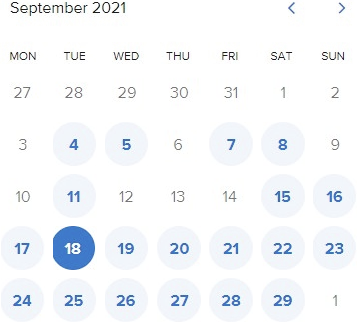 September 2021
MON TUE WED THU FRI SAT SUN
27 28 29 30 31 1 2
3 4 5 6 7 8 9
10 11 12 13 14 15 16
17 18 19 20 21 22 23
24 25 26 27 28 29 1